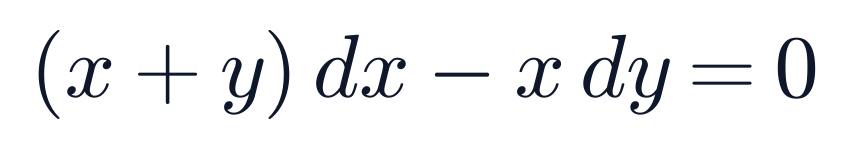 (x + y) dx − x dy = 0